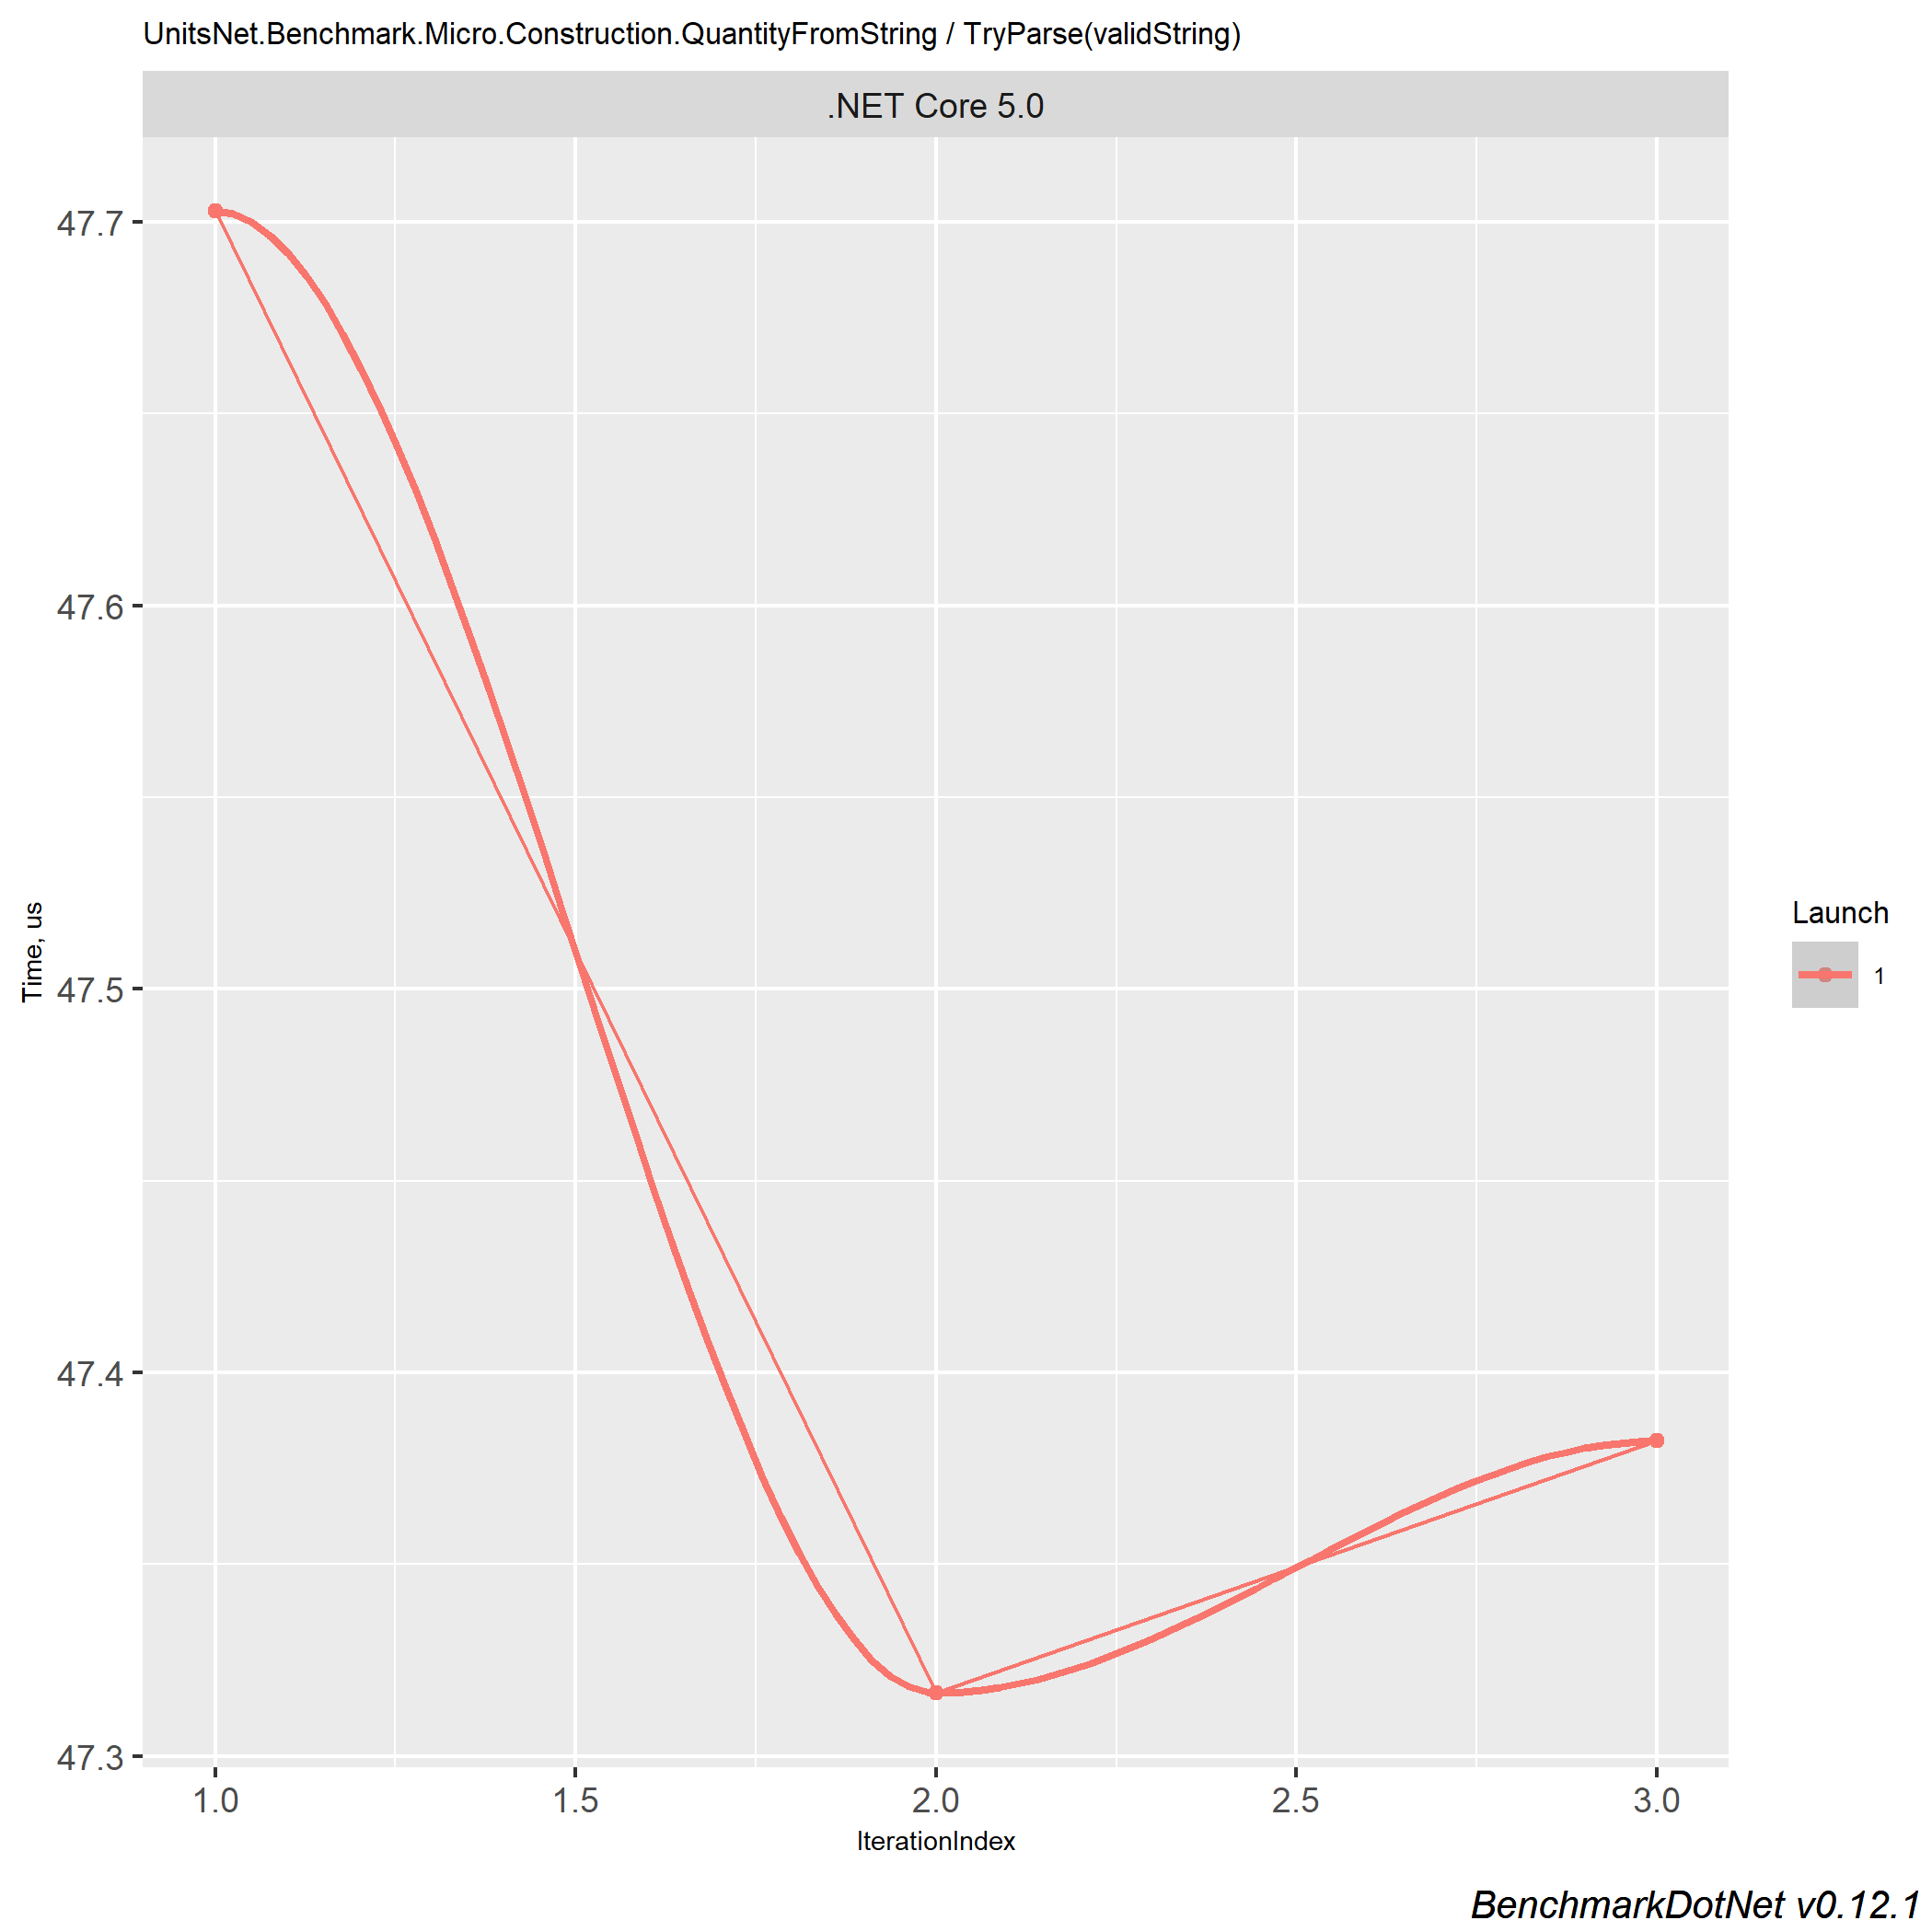 UnitsNet.Benchmark.Micro.Construction.QuantityFromString / TryParse(validString)
.NET Core 5.0
47.7
47.6
47.5
47.4
47.3
Time, us
1.0 1.5 2.0 2.5 3.0
IterationIndex
Launch
1
BenchmarkDotNet v0.12.1